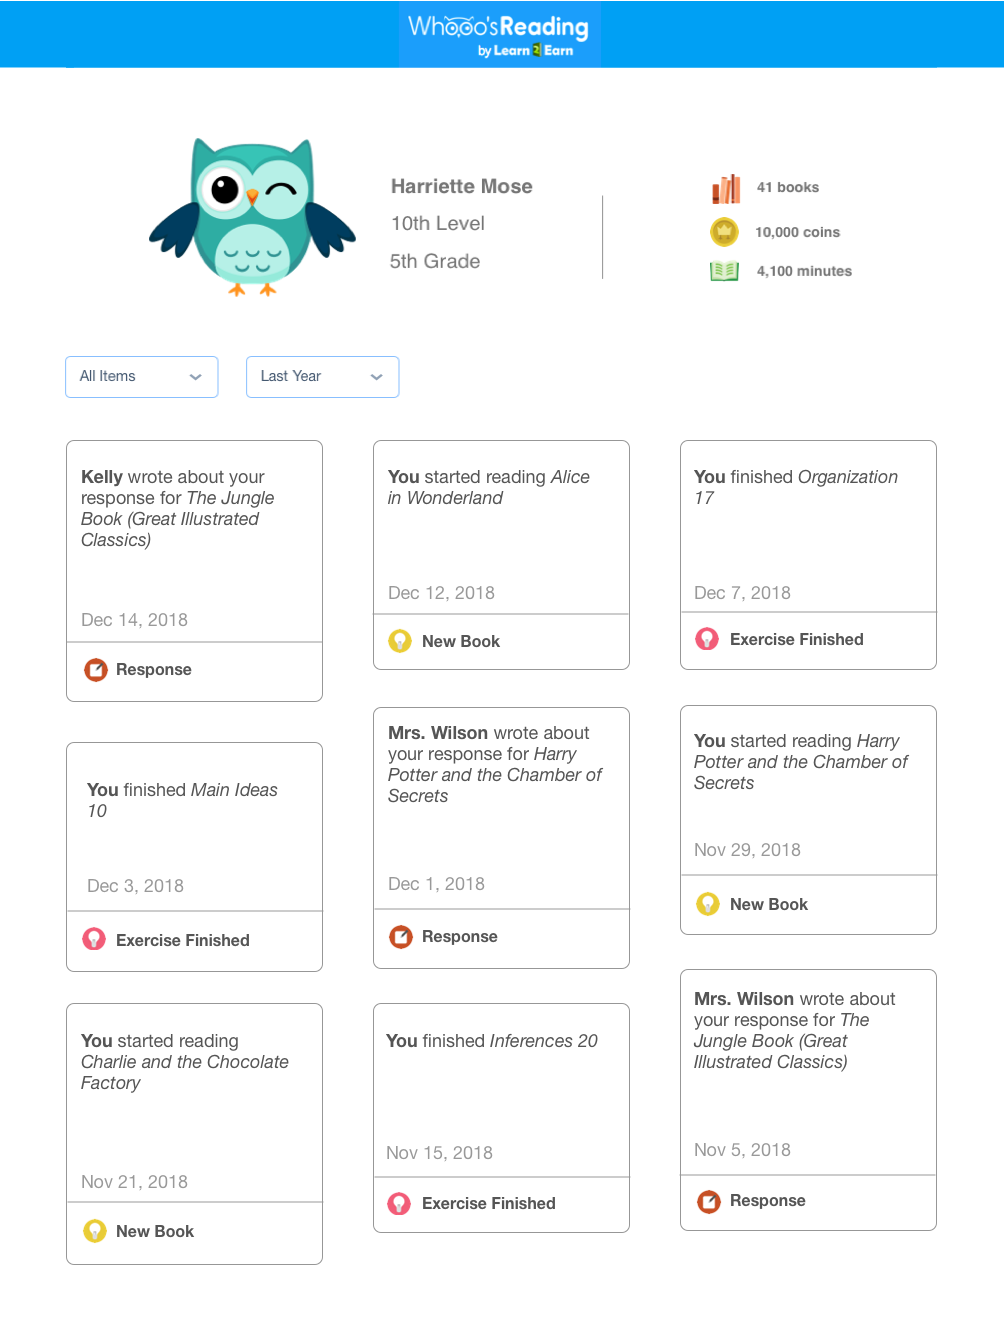 Whooo'sReading
by Learn 2 Earn
Harriette Mose
10th Level
5th Grade
41 books
10,000 coins
4,100 minutes
All Items
Last Year
Kelly wrote about your
response for The Jungle
Book (Great Illustrated
Classics)
Dec 14, 2018
Response
You started reading Alice
in Wonderland
Dec 12, 2018
New Book
You finished Organization
17
Dec 7, 2018
Exercise Finished
You finished Main Ideas
10
Dec 3, 2018
Exercise Finished
Mrs. Wilson wrote about
your response for Harry
Potter and the Chamber of
Secrets
Dec 1, 2018
Response
You started reading Harry
Potter and the Chamber of
Secrets
Nov 29, 2018
New Book
You started reading
Charlie and the Chocolate
Factory
Nov 21, 2018
New Book
You finished Inferences 20
Nov 15, 2018
Exercise Finished
Mrs. Wilson wrote about
your response for The
Jungle Book (Great
Illustrated Classics)
Nov 5, 2018
Response